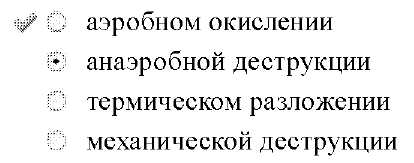 аэробном окислении
анаэробной деструкции
термическом разложении
механической деструкции